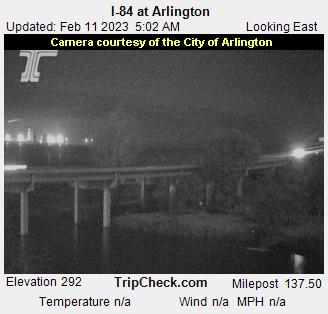 I-84 at Arlington
Updated: Feb 11 2023 5:02 AM Looking East
Camera courtesy of the City of Arlington
Elevation 292 TripCheck.com Milepost 137.50
Temperature n/a Wind n/a MPH n/a